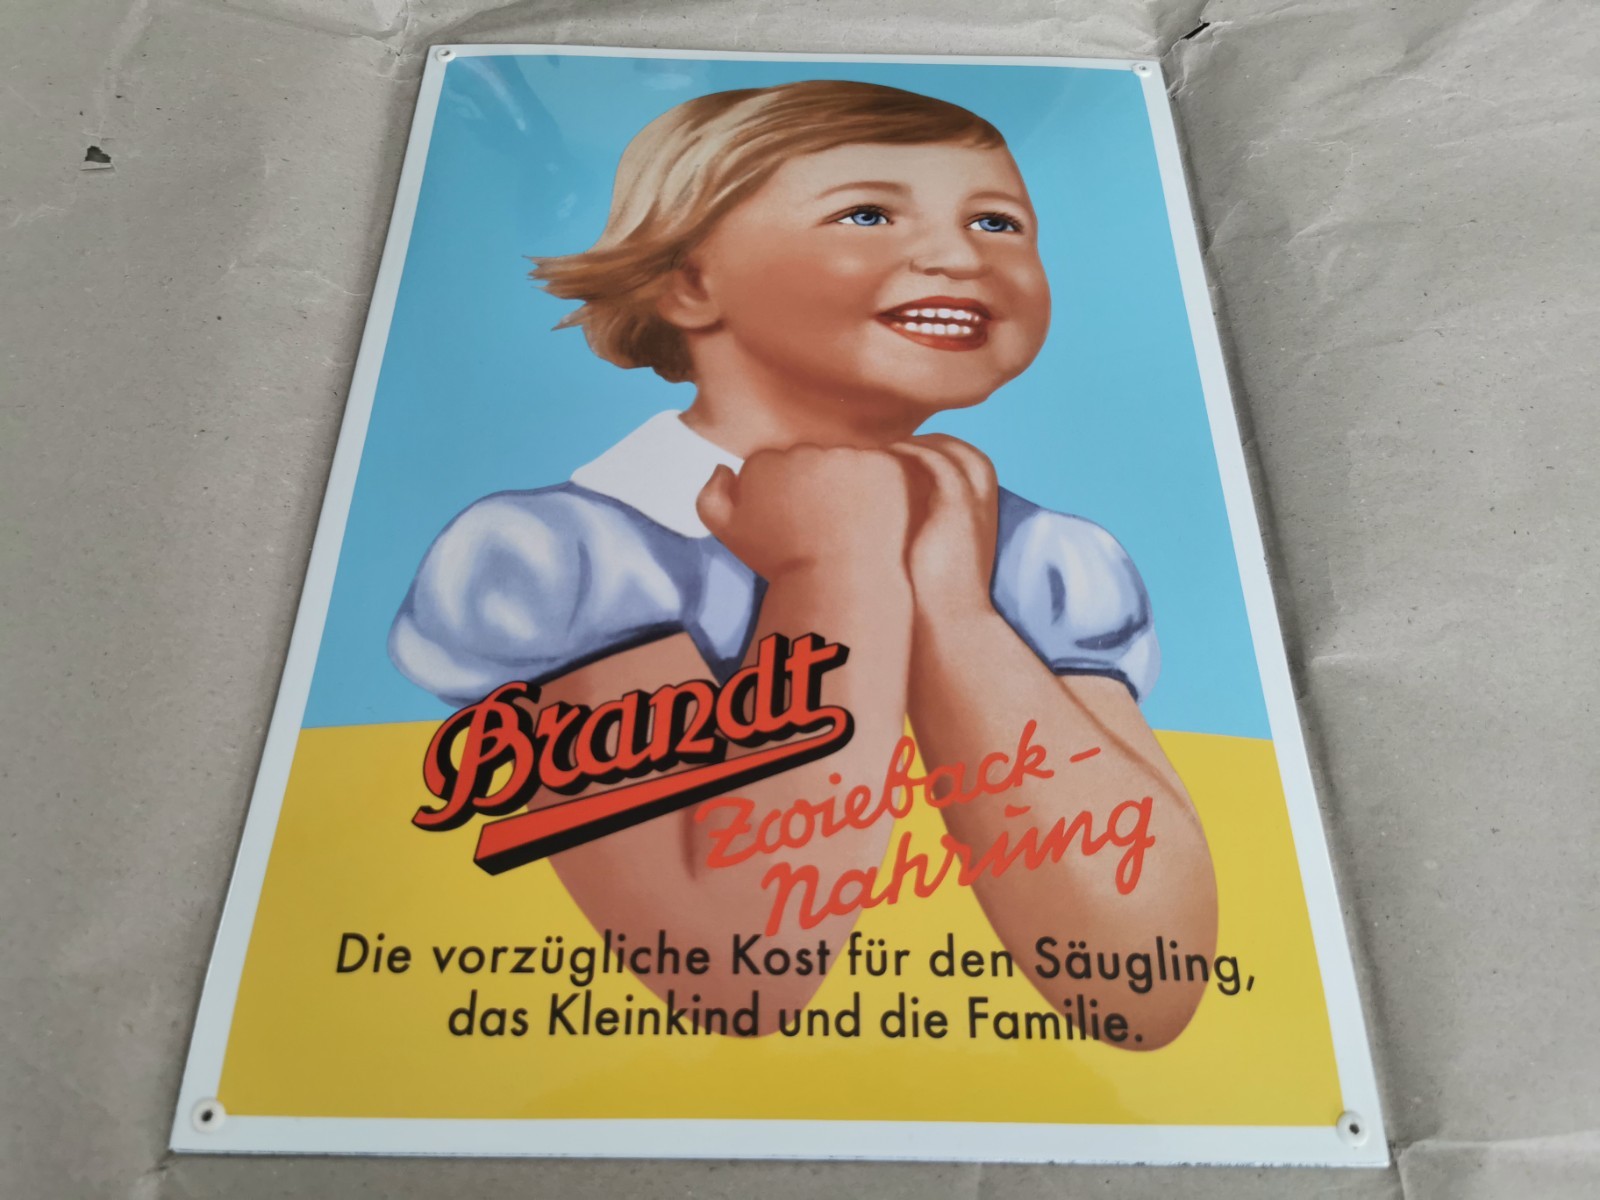 Brandt
Zwieback-
Nahrung
Die vorzügliche Kost für den Säugling,
das Kleinkind und die Familie.